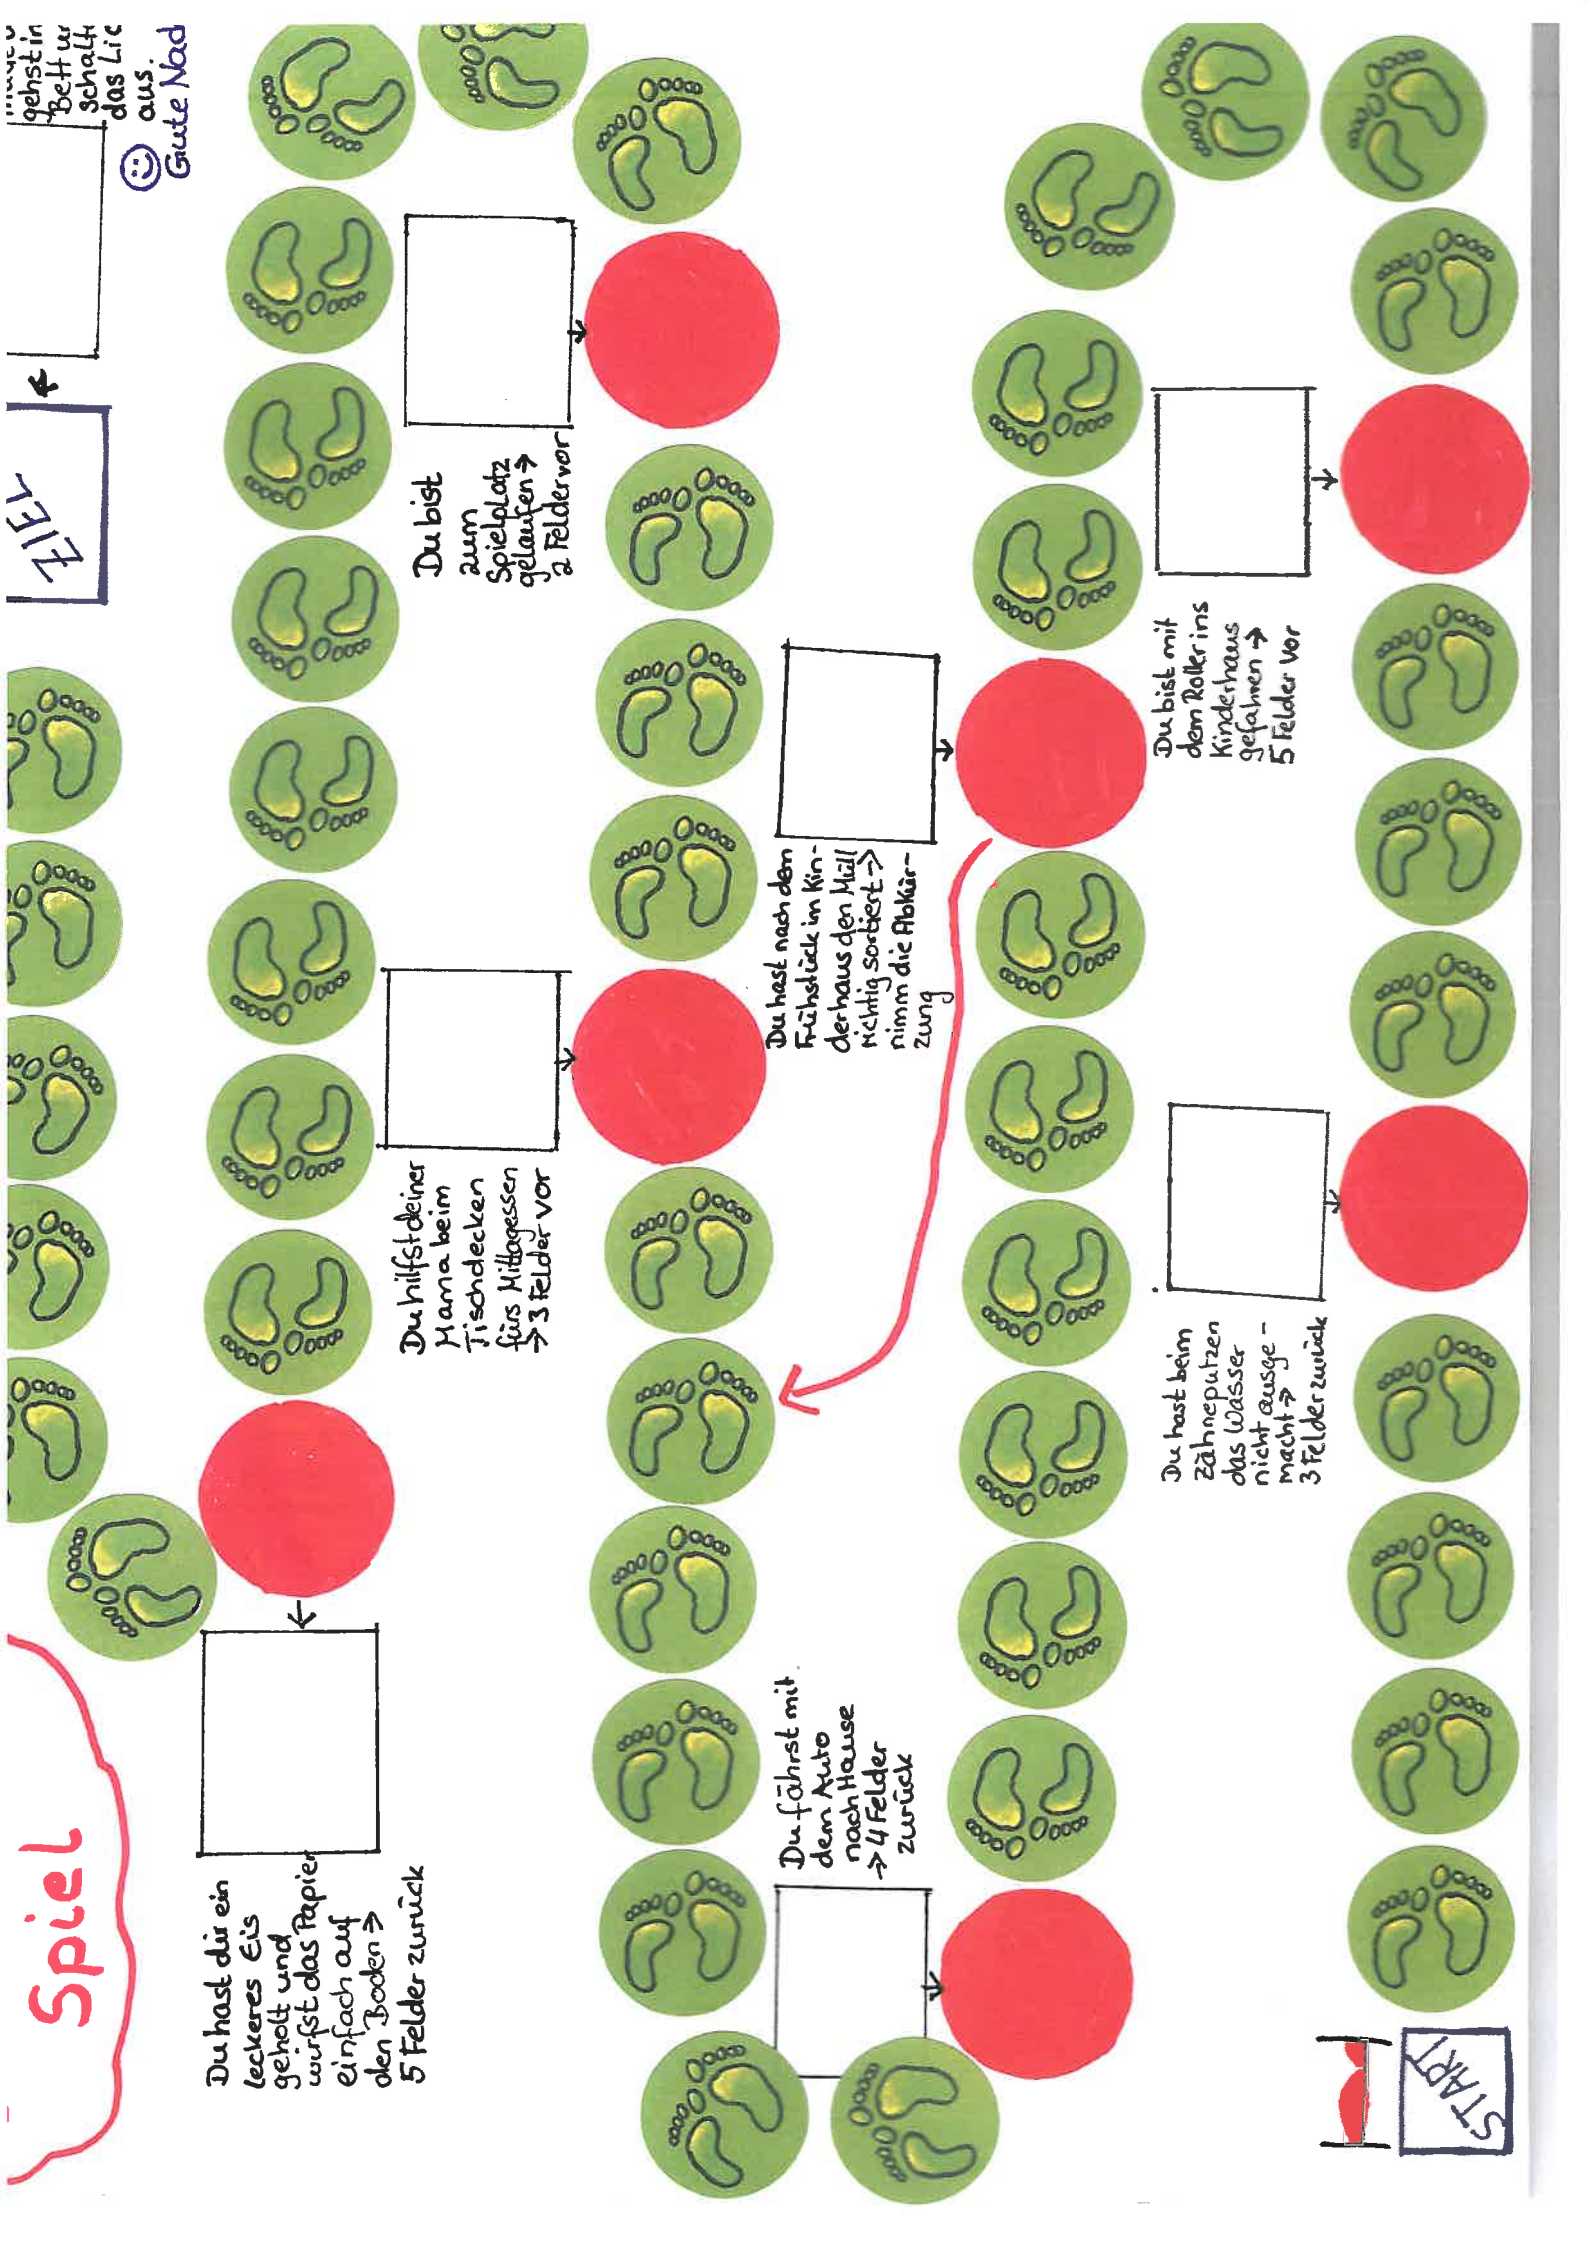 Spiel
ZIEL
gehst in
Bett
das
aus.
Gute
Du hast dir ein
leckeres Eis
geholt und
wirfst das Papier
einfach auf
den Boden →
5 Felder zurück
Du hilfst deiner
Mama beim
Tischdecken
fürs Mittagessen
→ 3 Felder vor
Du bist
zum
Spielplatz
gelaufen →
2 Felder vor
Du fährst mit
dem Auto
nach Hause
→ 4 Felder
zurück
Du hast nach dem
Frühstück im Kin-
derhaus den Müll
richtig sortiert →
nimm die Abkür-
zung
Du hast beim
Zähneputzen
das Wasser
nicht ausge-
macht →
3 Felder zurück
Du bist mit
dem Roller ins
Kinderhaus
gefahren →
5 Felder vor
START